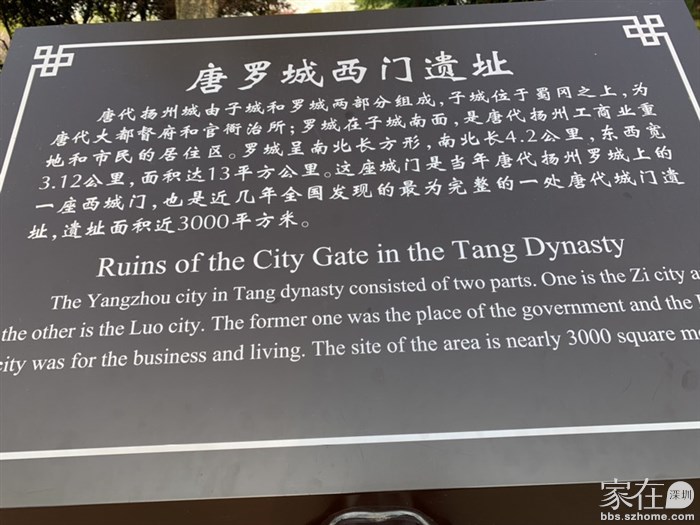 唐罗城西门遗址
唐代扬州城由子城和罗城两部分组成，子城位于蜀冈之上，为
唐代大都督府和官衙治所；罗城在子城南面，是唐代扬州工商业重
地和市民的居住区。罗城呈南北长方形，南北长4.2公里，东西宽
3.12公里，面积达13平方公里。这座城门是当年唐代扬州罗城上的
一座西城门，也是近几年全国发现的最为完整的一处唐代城门遗
址，遗址面积近3000平方米。
Ruins of the City Gate in the Tang Dynasty
The Yangzhou city in Tang dynasty consisted of two parts. One is the Zi city a
the other is the Luo city. The former one was the place of the government and the
city was for the business and living. The site of the area is nearly 3000 square me
家在深圳
bbs.szhome.com